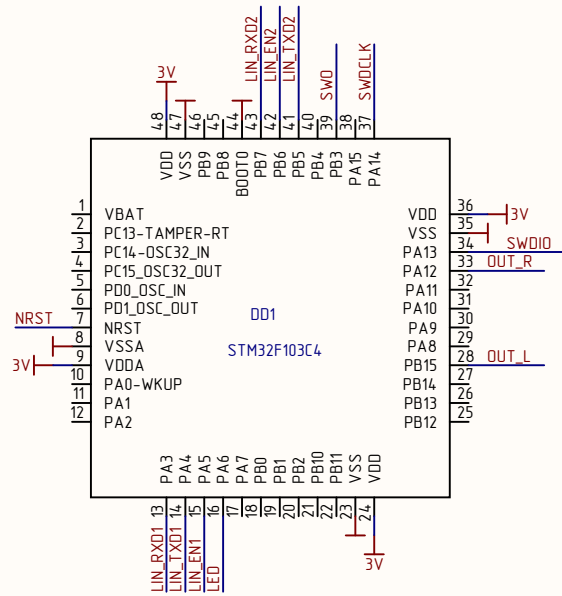 LIN_RXD2
LIN_EN2
LIN_TXD2
SWO
SWDCLK
3V
48
47
46
45
44
43
42
41
40
39
38
37
VDD
VSS
PB9
PB8
BOOT0
PB7
PB6
PB5
PB4
PB3
PA15
PA14
1 VBAT
2 PC13-TAMPER-RT
3 PC14-OSC32_IN
4 PC15_OSC32_OUT
5 PD0_OSC_IN
6 PD1_OSC_OUT
NRST 7 NRST
8 VSSA
3V 9 VDDA
10 PA0-WKUP
11 PA1
12 PA2
DD1
STM32F103C4
VDD 36 3V
VSS 35
PA13 34 SWDIO
PA12 33 OUT_R
PA11 32
PA10 31
PA9 30
PA8 29
PB15 28 OUT_L
PB14 27
PB13 26
PB12 25
PA3
PA4
PA5
PA6
PA7
PB0
PB1
PB2
PB10
PB11
VSS
VDD
13
14
15
16
17
18
19
20
21
22
23
24
LIN_RXD1
LIN_TXD1
LIN_EN1
LED
3V